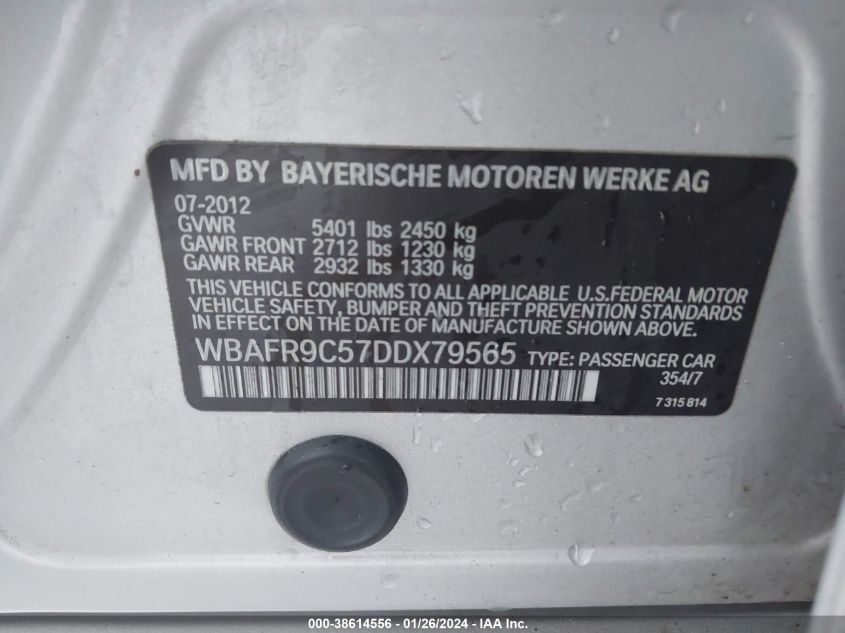 MFD BY BAYERISCHE MOTOREN WERKE AG
07-2012
GVWR 5401 lbs 2450 kg
GAWR FRONT 2712 lbs 1230 kg
GAWR REAR 2932 lbs 1330 kg
THIS VEHICLE CONFORMS TO ALL APPLICABLE U.S.FEDERAL MOTOR
VEHICLE SAFETY, BUMPER AND THEFT PREVENTION STANDARDS
IN EFFECT ON THE DATE OF MANUFACTURE SHOWN ABOVE.
WBAFR9C57DDX79565 TYPE: PASSENGER CAR
354/7
7 315 814
000-38614556 - 01/26/2024 - IAA Inc.